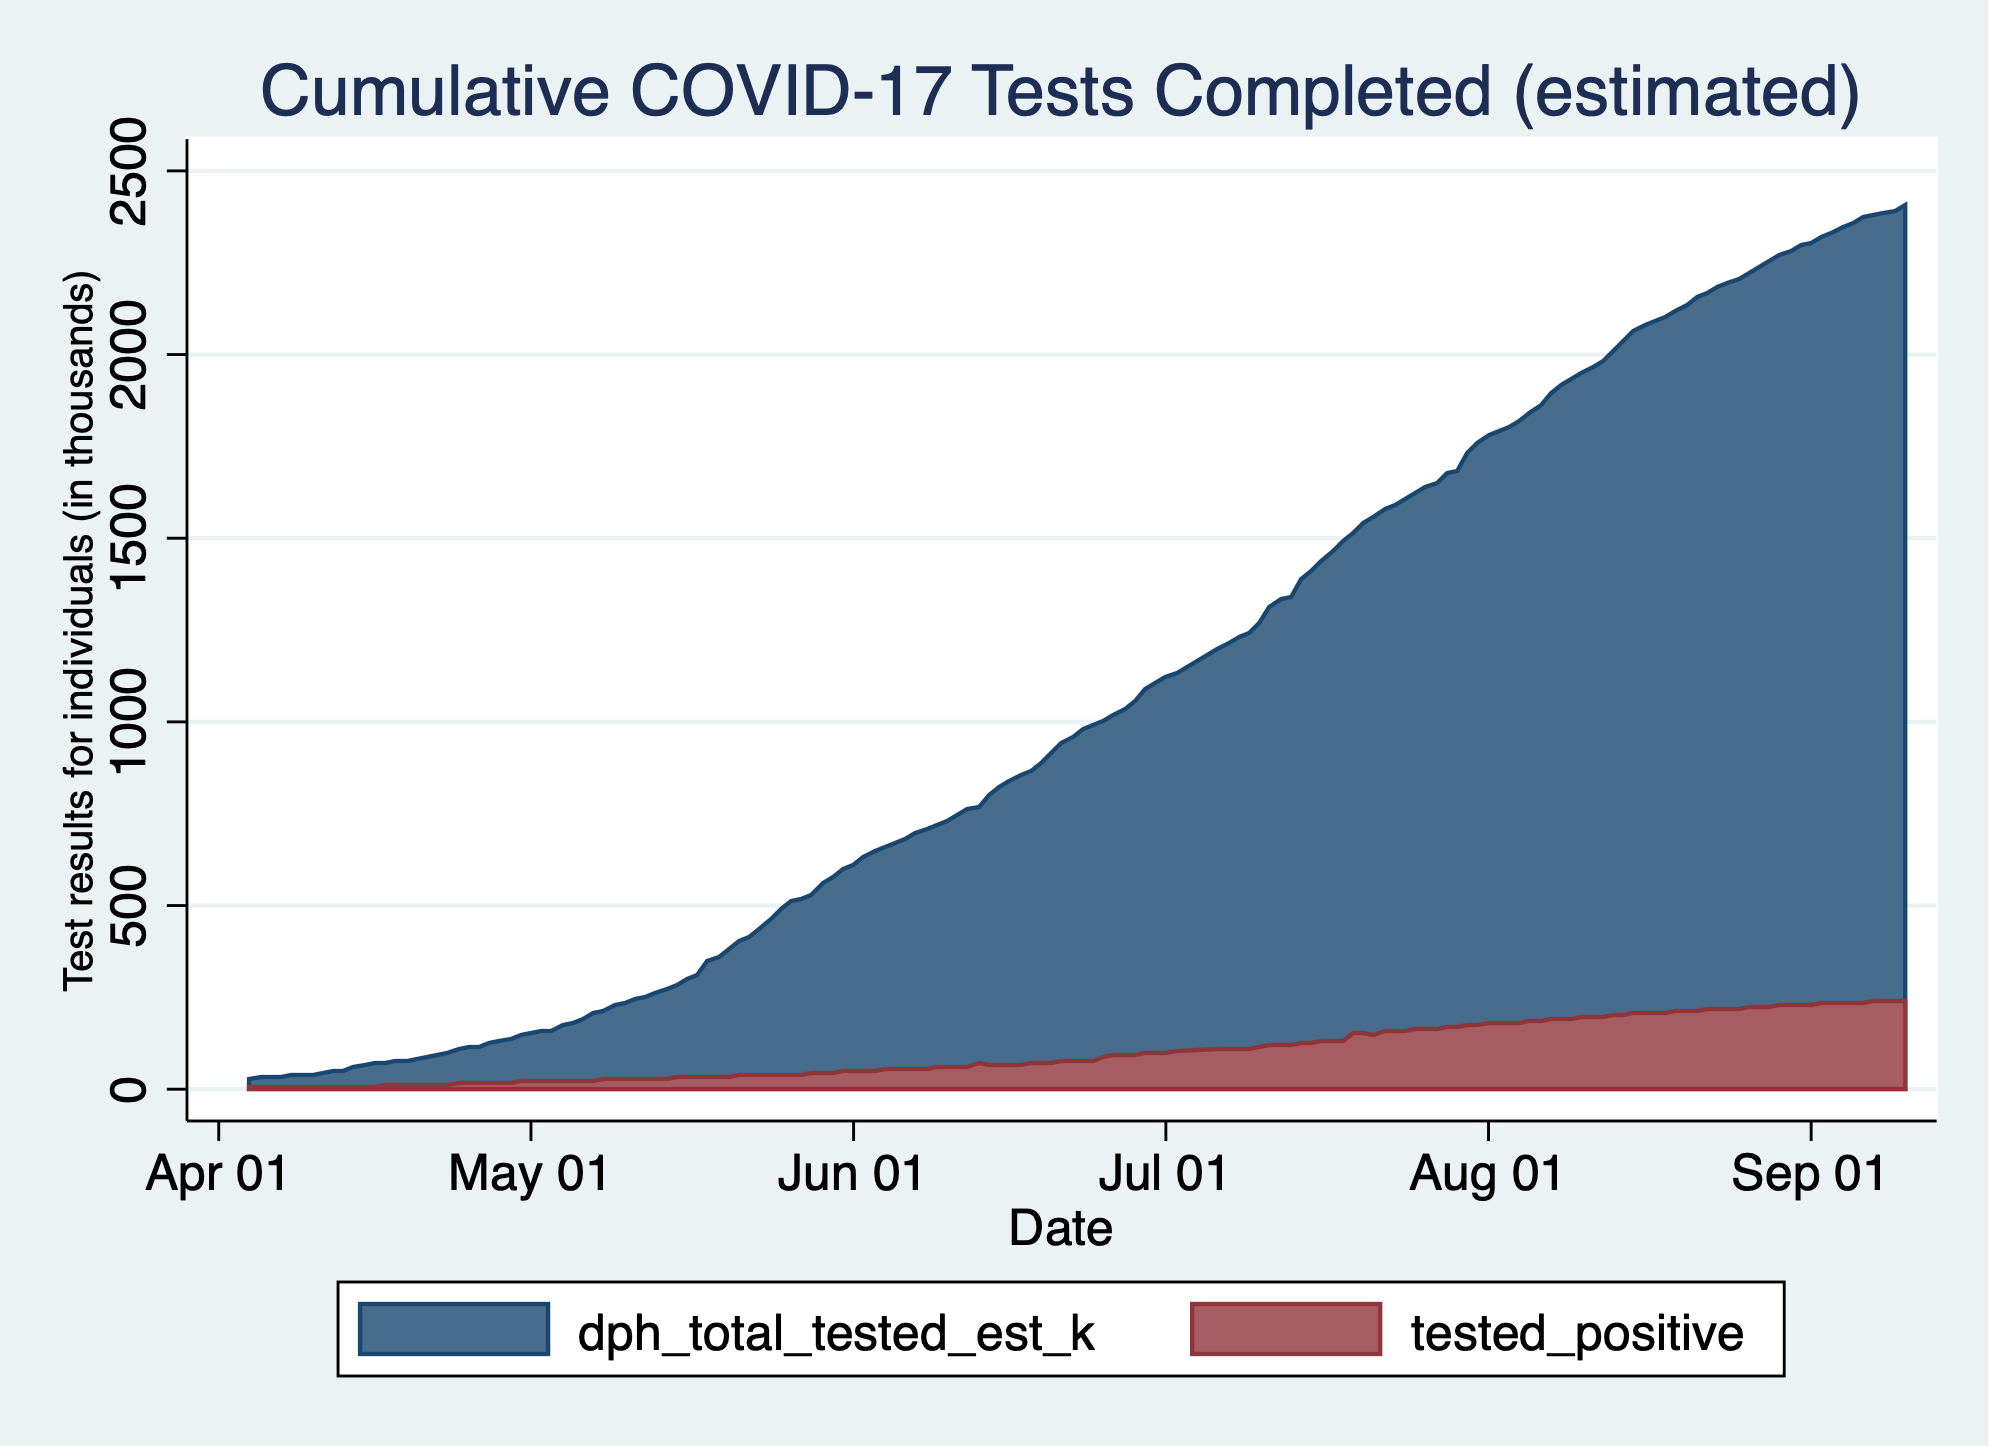 Cumulative COVID-17 Tests Completed (estimated)
Test results for individuals (in thousands)
2500
2000
1500
1000
500
0
Apr 01 May 01 Jun 01 Jul 01 Aug 01 Sep 01
Date
dph_total_tested_est_k tested_positive